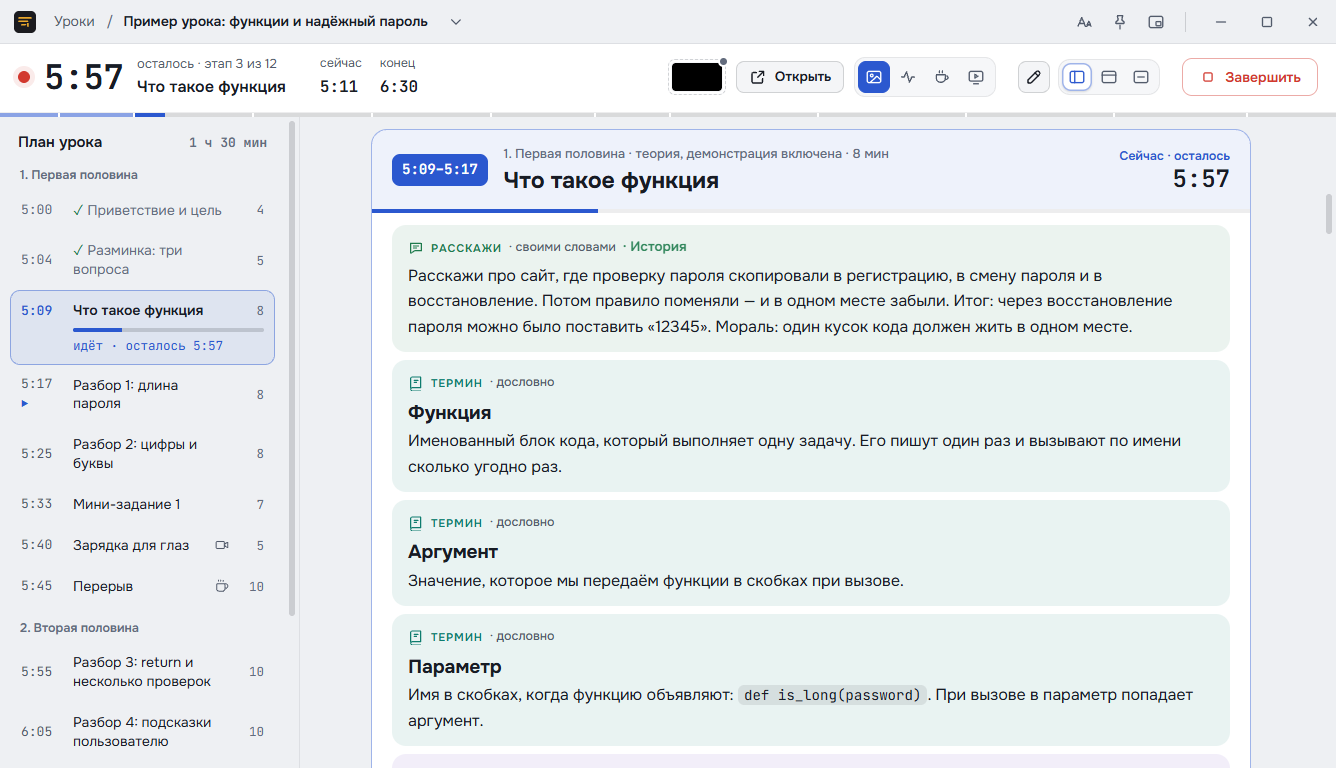 Уроки / Пример урока: функции и надёжный пароль
5:57
осталось · этап 3 из 12
Что такое функция
сейчас
5:11
конец
6:30
Открыть
Завершить
План урока 1 ч 30 мин
1. Первая половина
5:00 ✓ Приветствие и цель 4
5:04 ✓ Разминка: три
вопроса 5
5:09 Что такое функция 8
идёт · осталось 5:57
5:17 Разбор 1: длина
пароля 8
5:25 Разбор 2: цифры и
буквы 8
5:33 Мини-задание 1 7
5:40 Зарядка для глаз 5
5:45 Перерыв 10
2. Вторая половина
5:55 Разбор 3: return и
несколько проверок 10
6:05 Разбор 4: подсказки
пользователю 10
5:09–5:17
1. Первая половина · теория, демонстрация включена · 8 мин
Что такое функция
Сейчас · осталось
5:57
РАССКАЖИ · своими словами · История
Расскажи про сайт, где проверку пароля скопировали в регистрацию, в смену пароля и в
восстановление. Потом правило поменяли — и в одном месте забыли. Итог: через восстановление
пароля можно было поставить «12345». Мораль: один кусок кода должен жить в одном месте.
ТЕРМИН · дословно
Функция
Именованный блок кода, который выполняет одну задачу. Его пишут один раз и вызывают по имени
сколько угодно раз.
ТЕРМИН · дословно
Аргумент
Значение, которое мы передаём функции в скобках при вызове.
ТЕРМИН · дословно
Параметр
Имя в скобках, когда функцию объявляют: def is_long(password). При вызове в параметр попадает
аргумент.